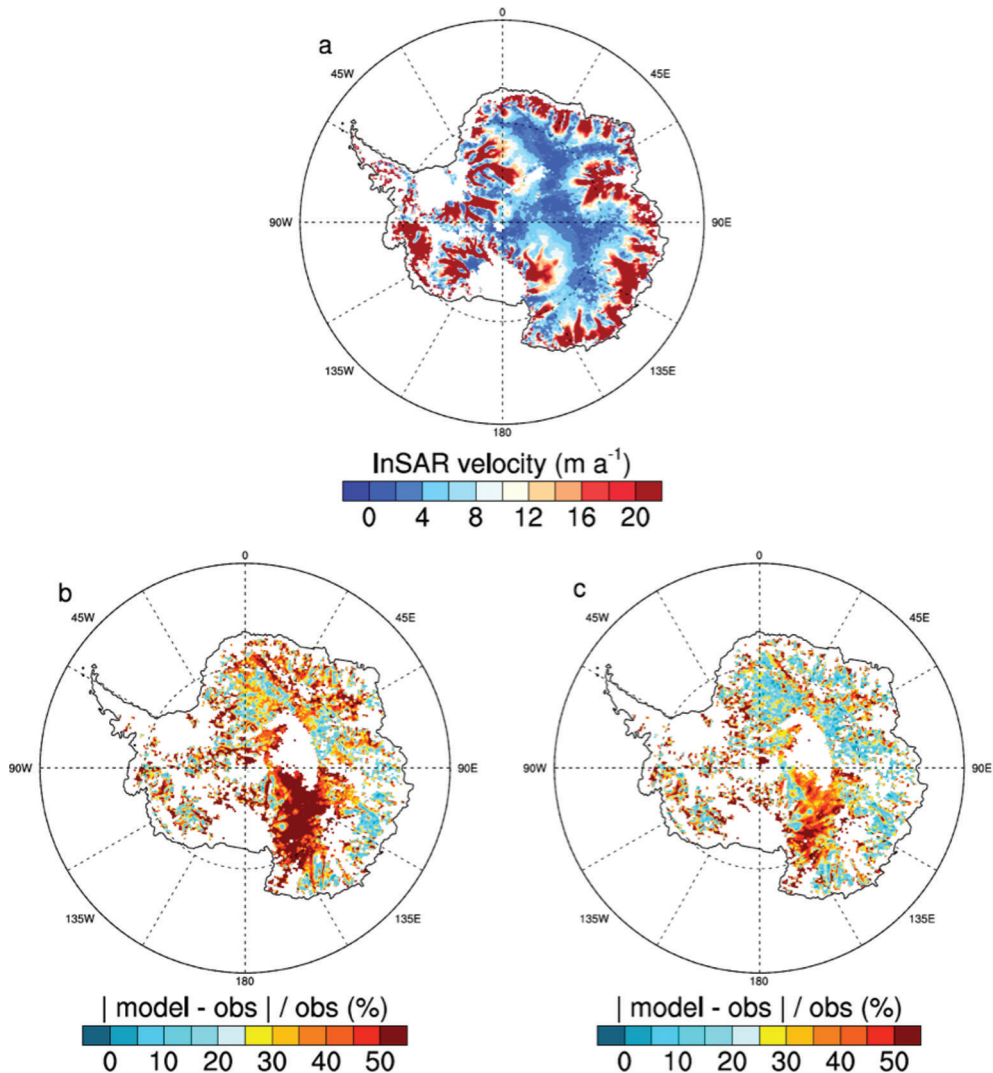 a
0
45W
45E
90W
90E
135W
135E
180
InSAR velocity (m a-1)
0 4 8 12 16 20
b
0
45W
45E
90W
90E
135W
135E
180
| model - obs | / obs (%)
0 10 20 30 40 50
c
0
45W
45E
90W
90E
135W
135E
180
| model - obs | / obs (%)
0 10 20 30 40 50